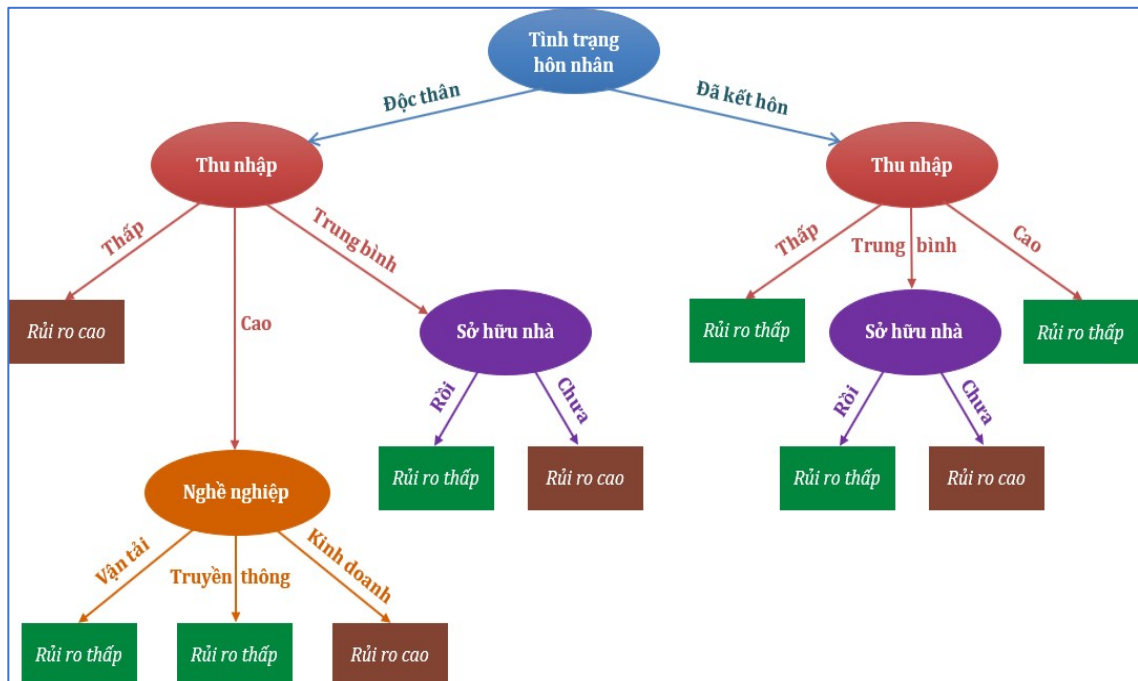 Tình trạng
hôn nhân
Độc thân
Đã kết hôn
Thu nhập
Thu nhập
Thấp
Cao
Trung bình
Thấp
Trung bình
Cao
Rủi ro cao
Sở hữu nhà
Rủi ro thấp
Sở hữu nhà
Rủi ro thấp
Rồi
Chưa
Rồi
Chưa
Rủi ro thấp
Rủi ro cao
Rủi ro thấp
Rủi ro cao
Nghề nghiệp
Vận tải
Truyền thông
Kinh doanh
Rủi ro thấp
Rủi ro thấp
Rủi ro cao